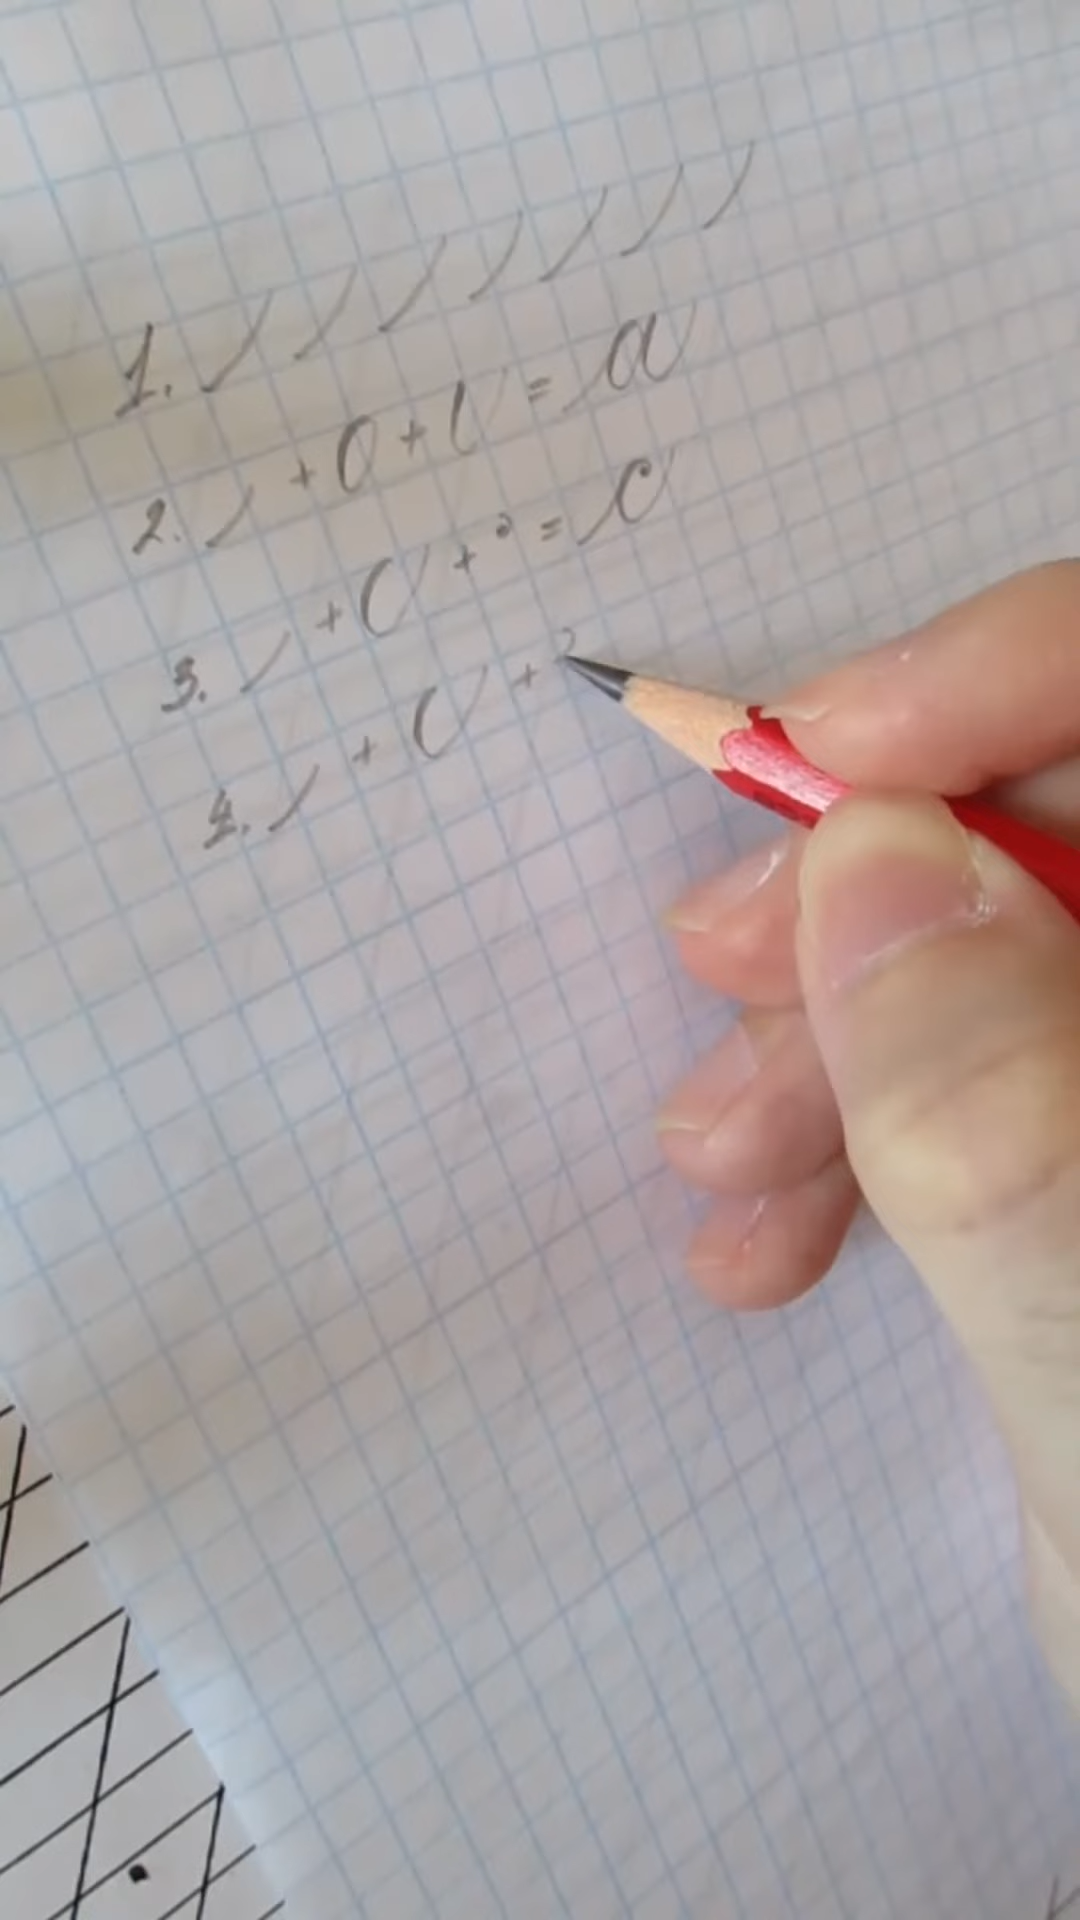 1. / / / / / / /
2. / + O + l = a
3. / + C + ° = c
4. / + C +